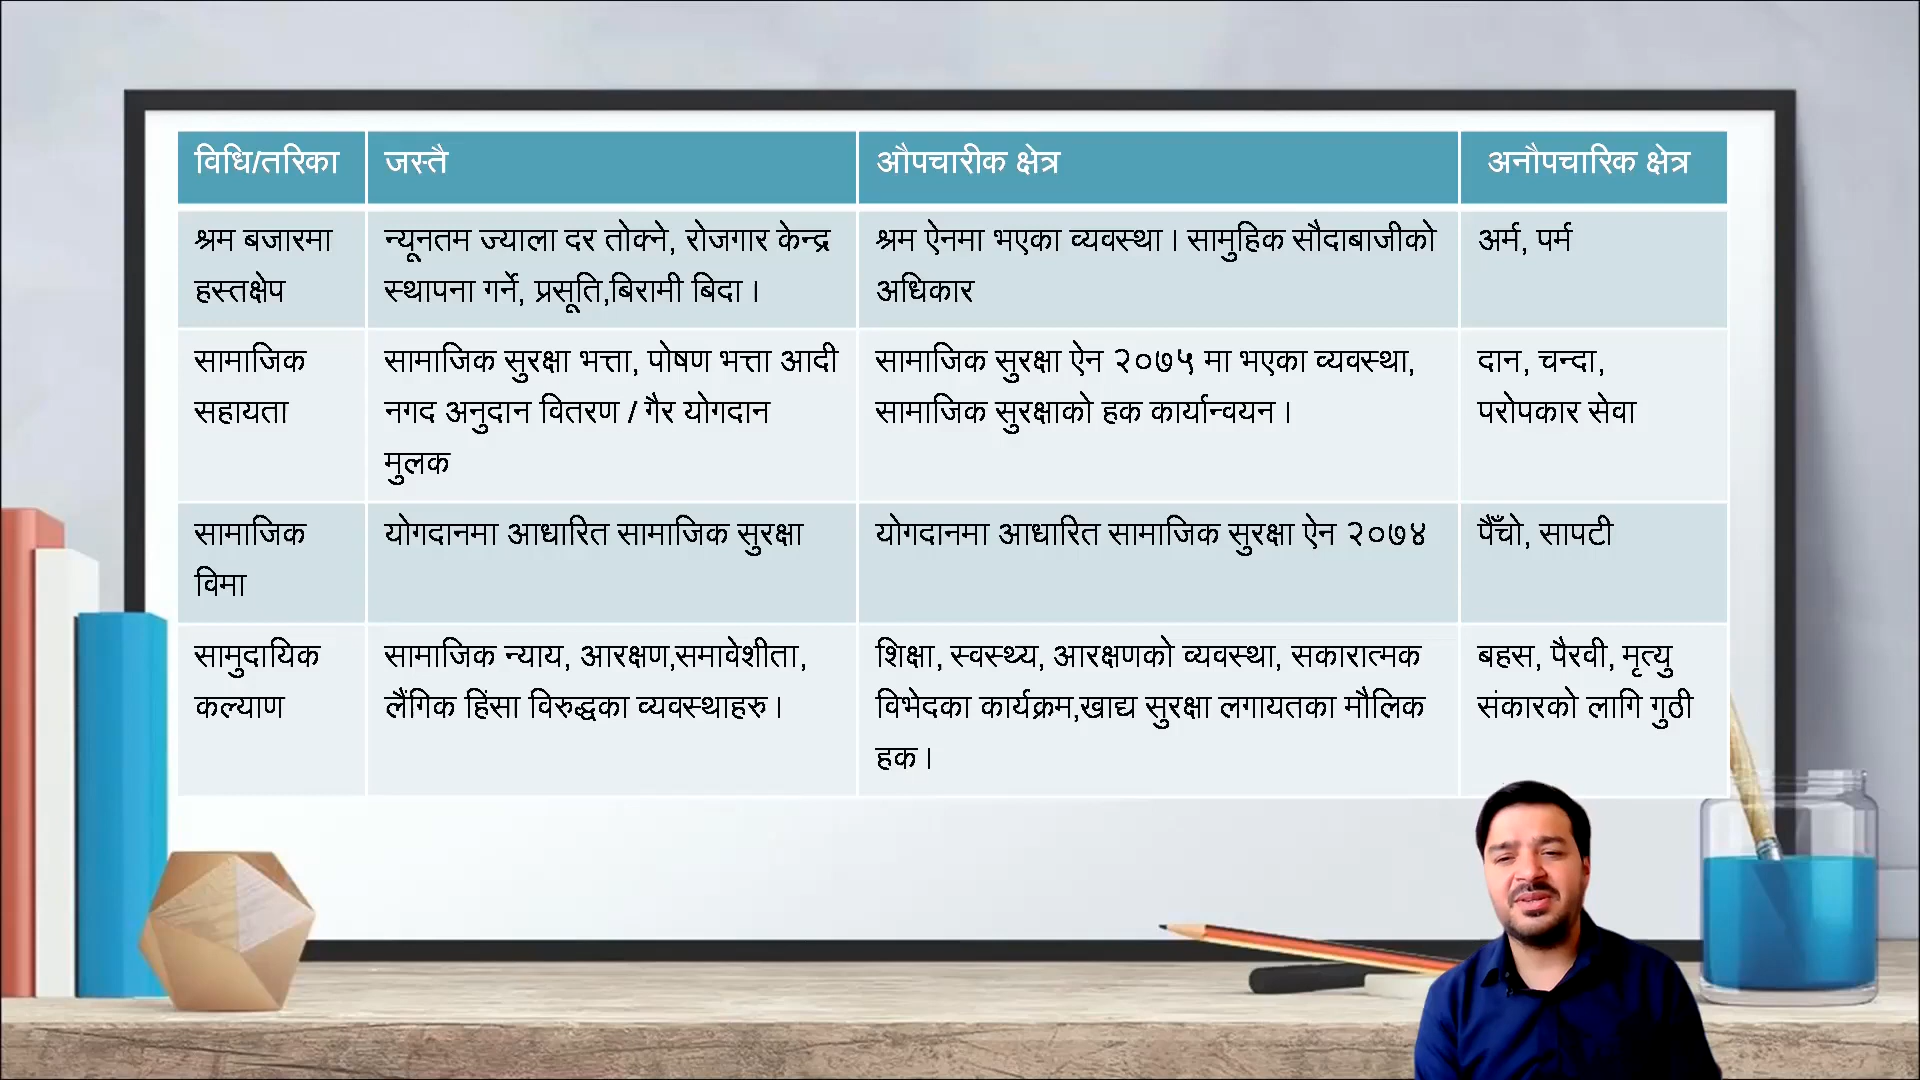 विधि/तरिका
जस्तै
औपचारीक क्षेत्र
अनौपचारिक क्षेत्र
श्रम बजारमा
हस्तक्षेप
न्यूनतम ज्याला दर तोक्ने, रोजगार केन्द्र
स्थापना गर्ने, प्रसूति,बिरामी बिदा ।
श्रम ऐनमा भएका व्यवस्था । सामुहिक सौदाबाजीको
अधिकार
अर्म, पर्म
सामाजिक
सहायता
सामाजिक सुरक्षा भत्ता, पोषण भत्ता आदी
नगद अनुदान वितरण / गैर योगदान
मुलक
सामाजिक सुरक्षा ऐन २०७५ मा भएका व्यवस्था,
सामाजिक सुरक्षाको हक कार्यान्वयन ।
दान, चन्दा,
परोपकार सेवा
सामाजिक
विमा
योगदानमा आधारित सामाजिक सुरक्षा
योगदानमा आधारित सामाजिक सुरक्षा ऐन २०७४
पैँचो, सापटी
सामुदायिक
कल्याण
सामाजिक न्याय, आरक्षण,समावेशीता,
लैंगिक हिंसा विरुद्धका व्यवस्थाहरु ।
शिक्षा, स्वस्थ्य, आरक्षणको व्यवस्था, सकारात्मक
विभेदका कार्यक्रम,खाद्य सुरक्षा लगायतका मौलिक
हक ।
बहस, पैरवी, मृत्यु
संकारको लागि गुठी